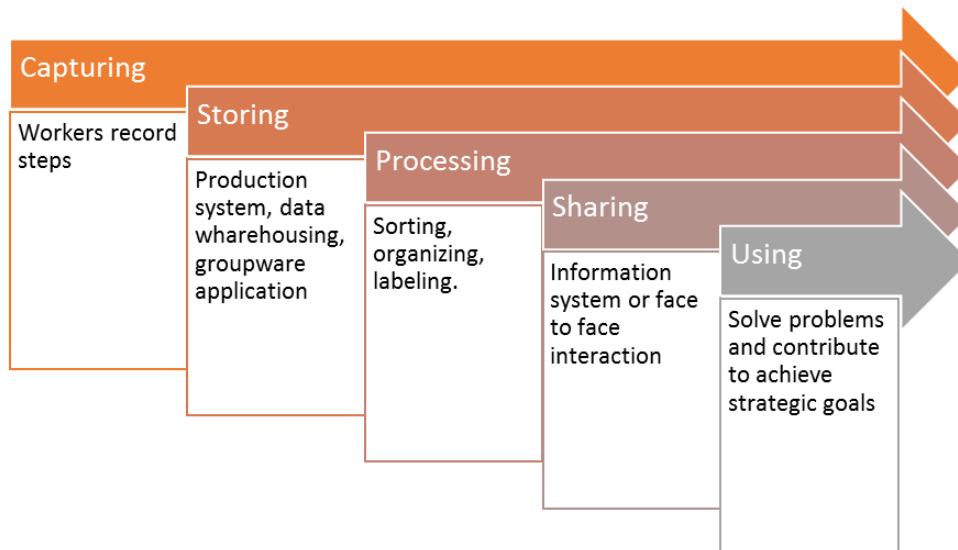 Capturing
Workers record
steps
Storing
Production
system, data
wharehousing,
groupware
application
Processing
Sorting,
organizing,
labeling.
Sharing
Information
system or face
to face
interaction
Using
Solve problems
and contribute
to achieve
strategic goals